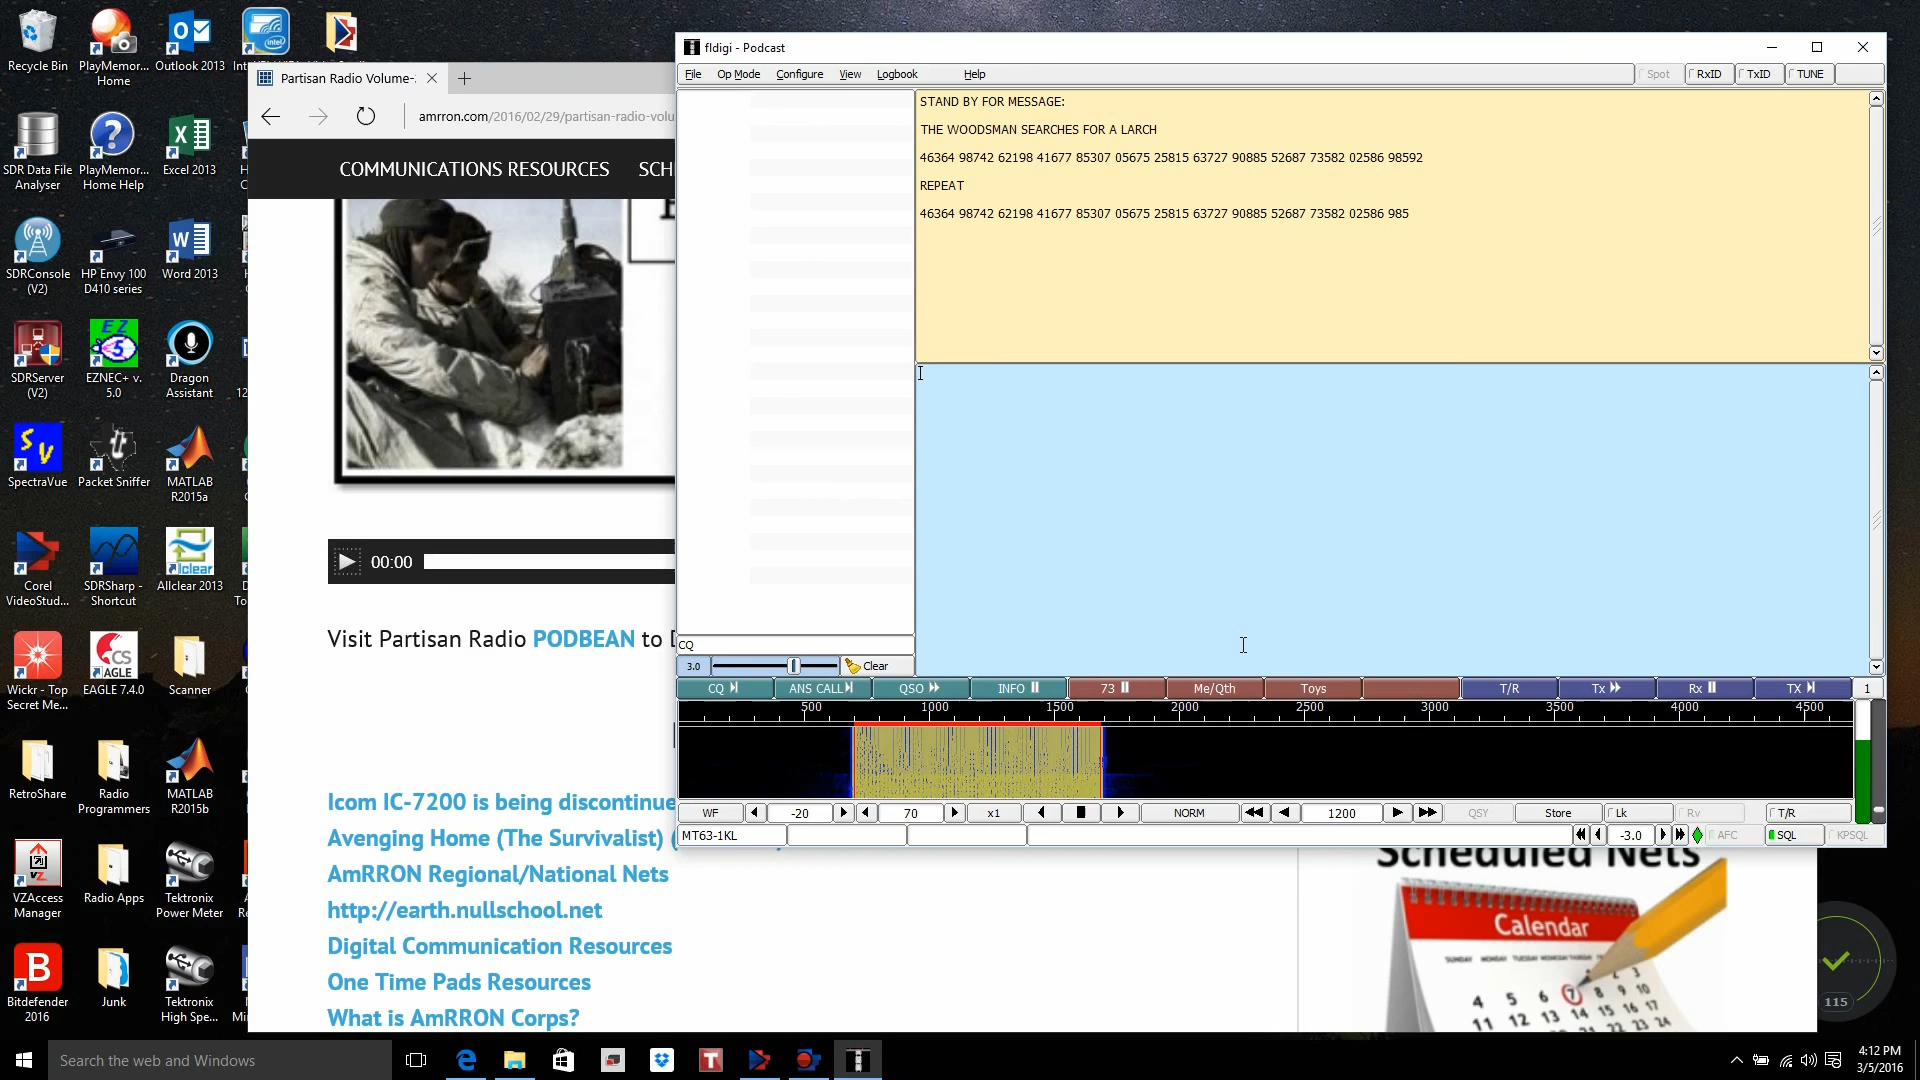 Recycle Bin
PlayMemor... Home
Outlook 2013
SDR Data File Analyser
PlayMemor... Home Help
Excel 2013
SDRConsole (V2)
HP Envy 100 D410 series
Word 2013
SDRServer (V2)
EZNEC+ v. 5.0
Dragon Assistant
SpectraVue
Packet Sniffer
MATLAB R2015a
Corel VideoStud...
SDRSharp - Shortcut
Allclear 2013
Wickr - Top Secret Me...
EAGLE 7.4.0
Scanner
RetroShare
Radio Programmers
MATLAB R2015b
VZAccess Manager
Radio Apps
Tektronix Power Meter
Bitdefender 2016
Junk
Tektronix High Spe...
Partisan Radio Volume-
amrron.com/2016/02/29/partisan-radio-volu
COMMUNICATIONS RESOURCES
00:00
Visit Partisan Radio PODBEAN to
Icom IC-7200 is being discontinue
Avenging Home (The Survivalist)
AmRRON Regional/National Nets
http://earth.nullschool.net
Digital Communication Resources
One Time Pads Resources
What is AmRRON Corps?
fldigi - Podcast
File Op Mode Configure View Logbook Help
Spot RxID TxID TUNE
STAND BY FOR MESSAGE:
THE WOODSMAN SEARCHES FOR A LARCH
46364 98742 62198 41677 85307 05675 25815 63727 90885 52687 73582 02586 98592
REPEAT
46364 98742 62198 41677 85307 05675 25815 63727 90885 52687 73582 02586 985
CQ
3.0 Clear
CQ ANS CALL QSO INFO 73 Me/Qth Toys T/R Tx Rx TX 1
500 1000 1500 2000 2500 3000 3500 4000 4500
WF -20 70 x1 NORM 1200 QSY Store Lk Rv T/R
MT63-1KL -3.0 AFC SQL KPSQL
Scheduled Nets
Calendar
115
Search the web and Windows
4:12 PM
3/5/2016